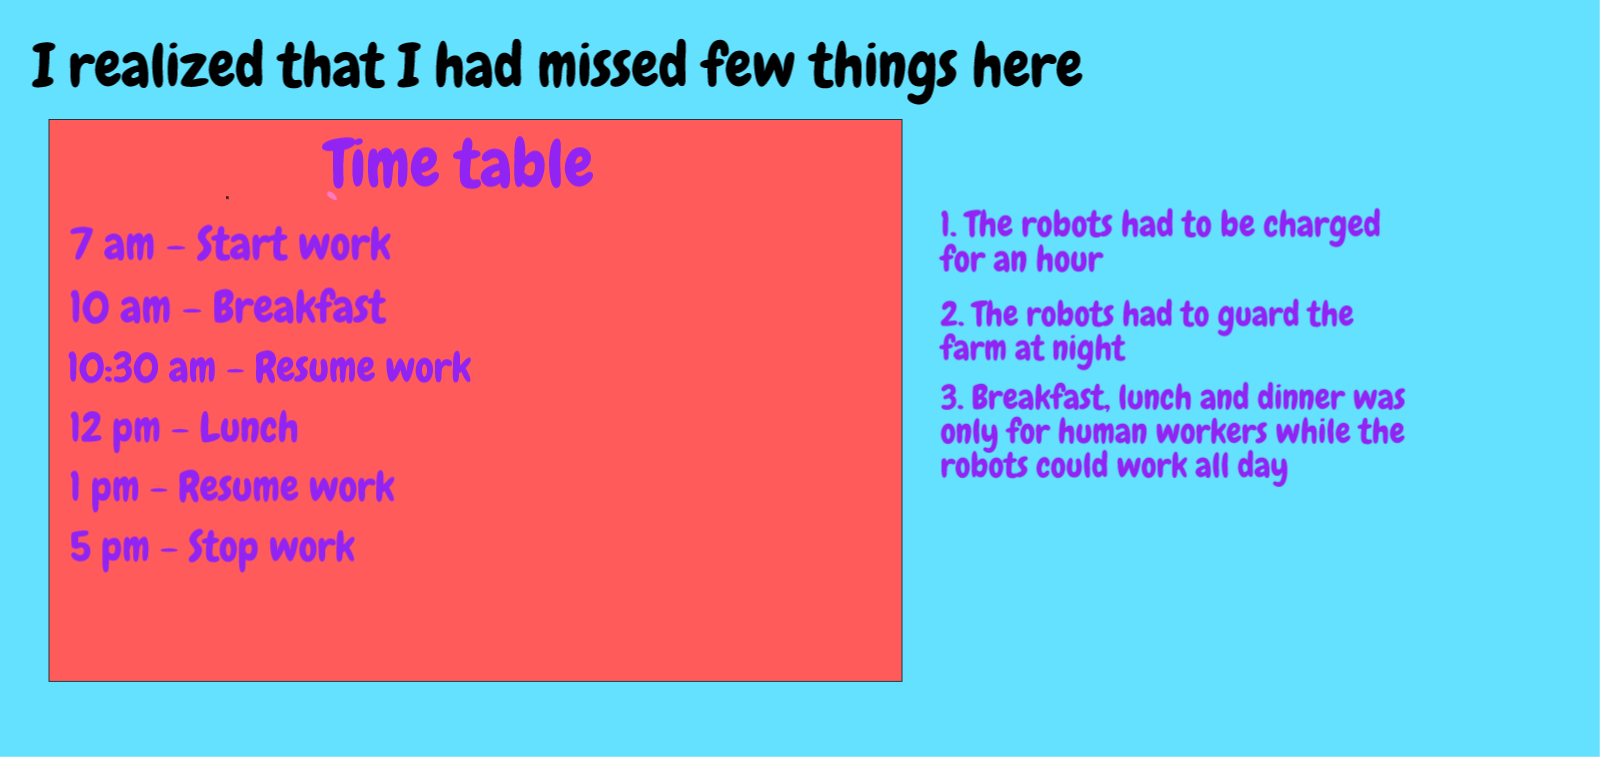 I realized that I had missed few things here
Time table
7 am - Start work
10 am - Breakfast
10:30 am - Resume work
12 pm - Lunch
1 pm - Resume work
5 pm - Stop work
1. The robots had to be charged
for an hour
2. The robots had to guard the
farm at night
3. Breakfast, lunch and dinner was
only for human workers while the
robots could work all day